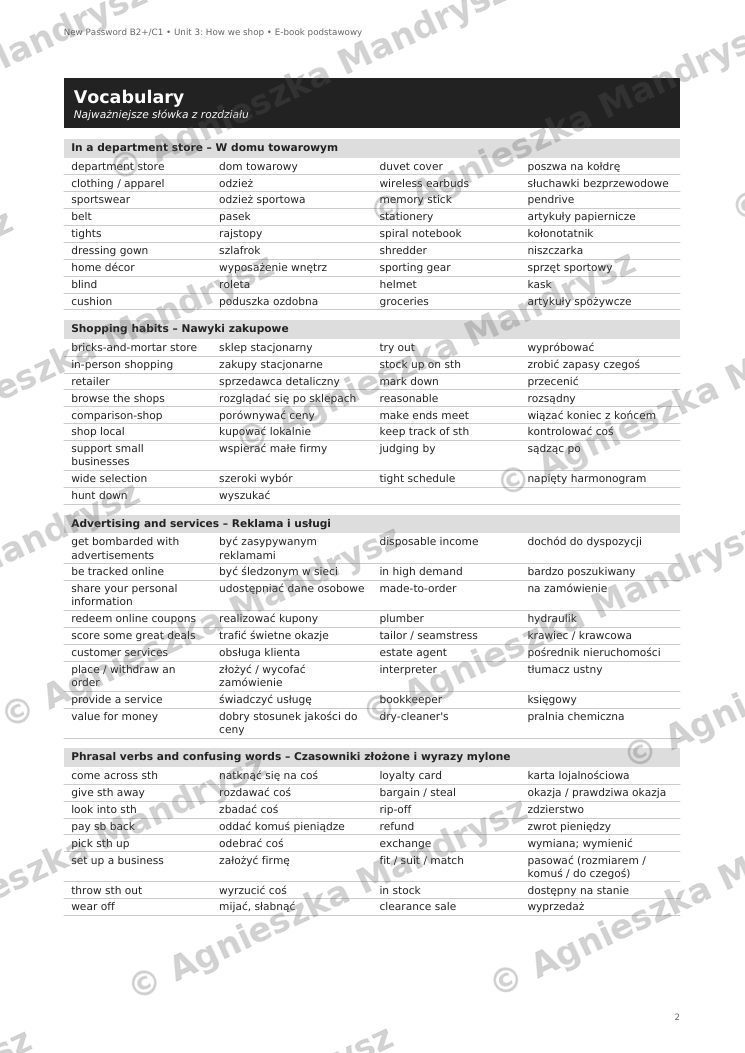 New Password B2+/C1 • Unit 3: How we shop • E-book podstawowy
Vocabulary
Najważniejsze słówka z rozdziału
In a department store – W domu towarowym
department store dom towarowy duvet cover poszwa na kołdrę
clothing / apparel odzież wireless earbuds słuchawki bezprzewodowe
sportswear odzież sportowa memory stick pendrive
belt pasek stationery artykuły papiernicze
tights rajstopy spiral notebook kołonotatnik
dressing gown szlafrok shredder niszczarka
home décor wyposażenie wnętrz sporting gear sprzęt sportowy
blind roleta helmet kask
cushion poduszka ozdobna groceries artykuły spożywcze
Shopping habits – Nawyki zakupowe
bricks-and-mortar store sklep stacjonarny try out wypróbować
in-person shopping zakupy stacjonarne stock up on sth zrobić zapasy czegoś
retailer sprzedawca detaliczny mark down przecenić
browse the shops rozglądać się po sklepach reasonable rozsądny
comparison-shop porównywać ceny make ends meet wiązać koniec z końcem
shop local kupować lokalnie keep track of sth kontrolować coś
support small wspierać małe firmy judging by sądząc po
businesses
wide selection szeroki wybór tight schedule napięty harmonogram
hunt down wyszukać
Advertising and services – Reklama i usługi
get bombarded with być zasypywanym disposable income dochód do dyspozycji
advertisements reklamami
be tracked online być śledzonym w sieci in high demand bardzo poszukiwany
share your personal udostępniać dane osobowe made-to-order na zamówienie
information
redeem online coupons realizować kupony plumber hydraulik
score some great deals trafić świetne okazje tailor / seamstress krawiec / krawcowa
customer services obsługa klienta estate agent pośrednik nieruchomości
place / withdraw an złożyć / wycofać interpreter tłumacz ustny
order zamówienie
provide a service świadczyć usługę bookkeeper księgowy
value for money dobry stosunek jakości do dry-cleaner's pralnia chemiczna
ceny
Phrasal verbs and confusing words – Czasowniki złożone i wyrazy mylone
come across sth natknąć się na coś loyalty card karta lojalnościowa
give sth away rozdawać coś bargain / steal okazja / prawdziwa okazja
look into sth zbadać coś rip-off zdzierstwo
pay sb back oddać komuś pieniądze refund zwrot pieniędzy
pick sth up odebrać coś exchange wymiana; wymienić
set up a business założyć firmę fit / suit / match pasować (rozmiarem /
komuś / do czegoś)
throw sth out wyrzucić coś in stock dostępny na stanie
wear off mijać, słabnąć clearance sale wyprzedaż
2
© Agnieszka Mandrysz